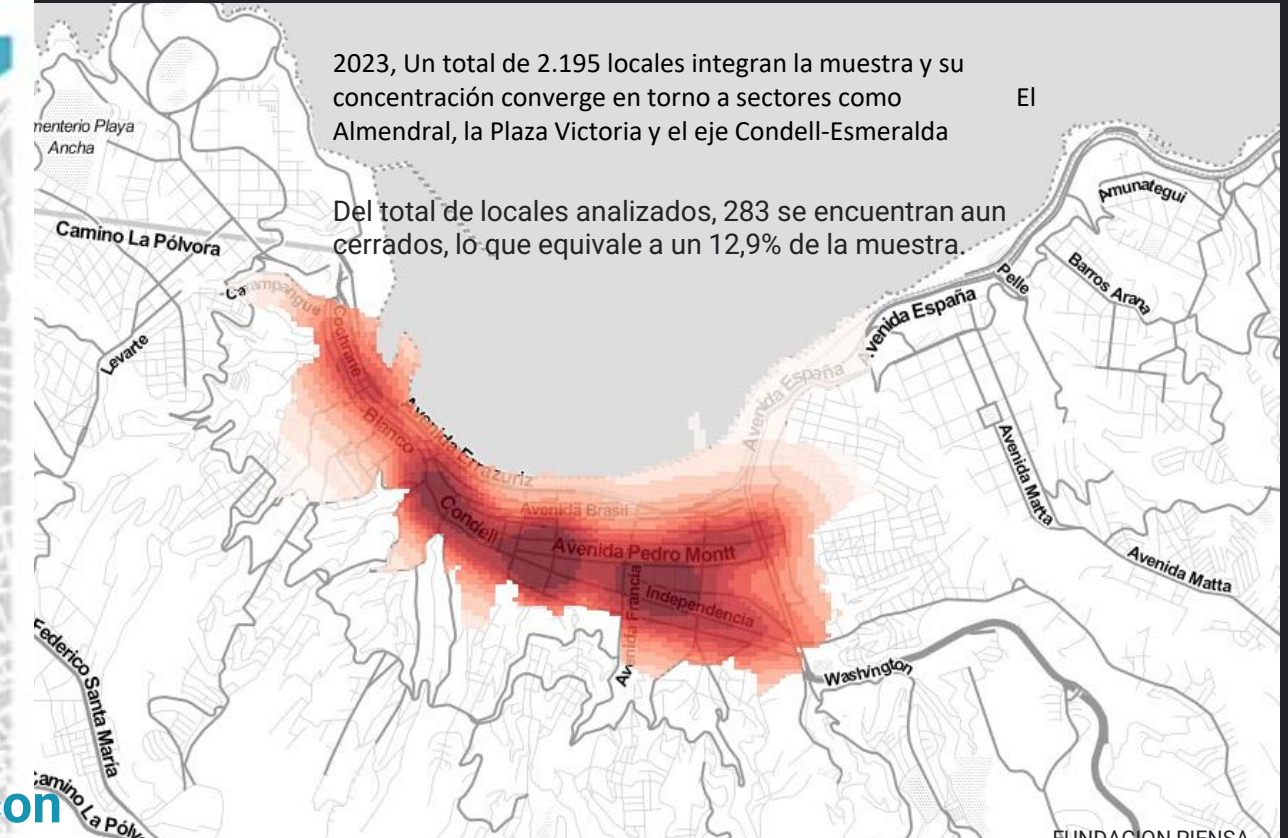 2023, Un total de 2.195 locales integran la muestra y su
concentración converge en torno a sectores como El
Almendral, la Plaza Victoria y el eje Condell-Esmeralda
Del total de locales analizados, 283 se encuentran aun
cerrados, lo que equivale a un 12,9% de la muestra.
Playa
Ancha
Camino La Pólvora
Levarte
Cochrane
Blanco
Avenida Errazuriz
Condell
Avenida Brasil
Avenida Pedro Montt
Independencia
Avenida Francia
Avenida España
Avenida España
Pelle
Amunategui
Barros Arana
Avenida Matta
Avenida Matta
Washington
Federico Santa María
con
FUNDACION PIENSA